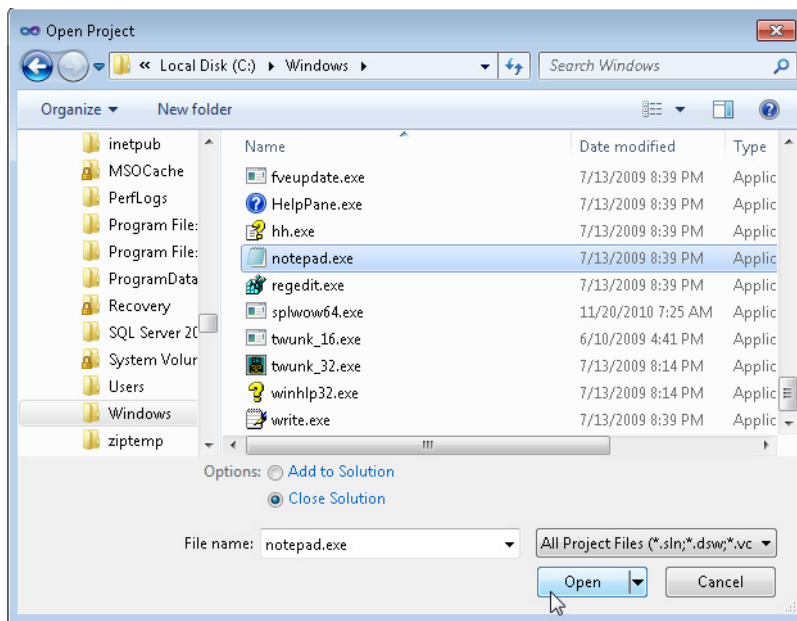 Open Project
« Local Disk (C:) Windows Search Windows
Organize New folder
Name Date modified Type
inetpub
MSOCache
PerfLogs
Program File:
Program File:
ProgramData
Recovery
SQL Server 20
System Volur
Users
Windows
ziptemp
fveupdate.exe 7/13/2009 8:39 PM Applic
HelpPane.exe 7/13/2009 8:39 PM Applic
hh.exe 7/13/2009 8:39 PM Applic
notepad.exe 7/13/2009 8:39 PM Applic
regedit.exe 7/13/2009 8:39 PM Applic
splwow64.exe 11/20/2010 7:25 AM Applic
twunk_16.exe 6/10/2009 4:41 PM Applic
twunk_32.exe 7/13/2009 8:14 PM Applic
winhlp32.exe 7/13/2009 8:14 PM Applic
write.exe 7/13/2009 8:39 PM Applic
Options: Add to Solution
Close Solution
File name: notepad.exe All Project Files (*.sln;*.dsw;*.vc
Open Cancel